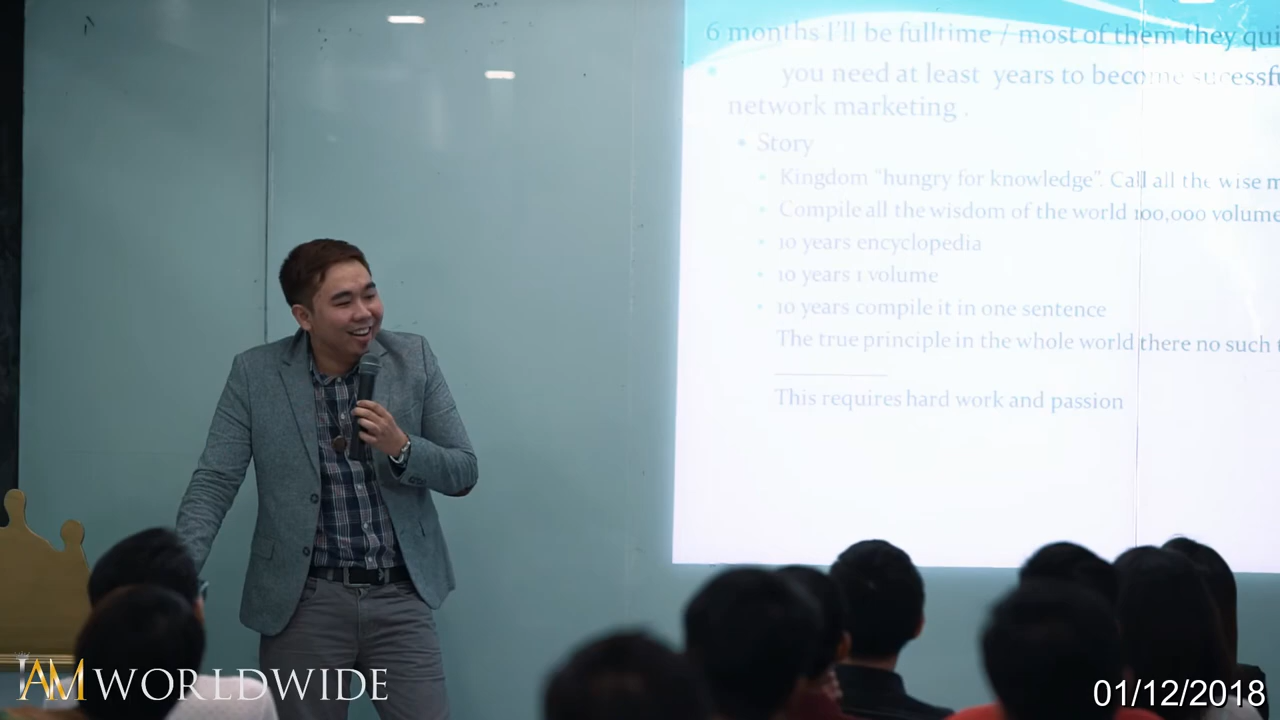 6 months I'll be fulltime / most of them they qui
you need at least years to become sucessfu
network marketing .
Story
Kingdom "hungry for knowledge". Call all the wise m
Compile all the wisdom of the world 100,000 volume
10 years encyclopedia
10 years 1 volume
10 years compile it in one sentence
The true principle in the whole world there no such t
This requires hard work and passion
IAM WORLDWIDE
01/12/2018